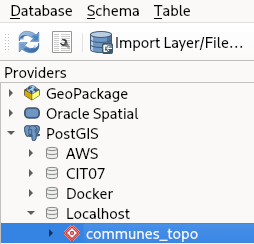 Database Schema Table
Import Layer/File...
Providers
GeoPackage
Oracle Spatial
PostGIS
AWS
CIT07
Docker
Localhost
communes_topo